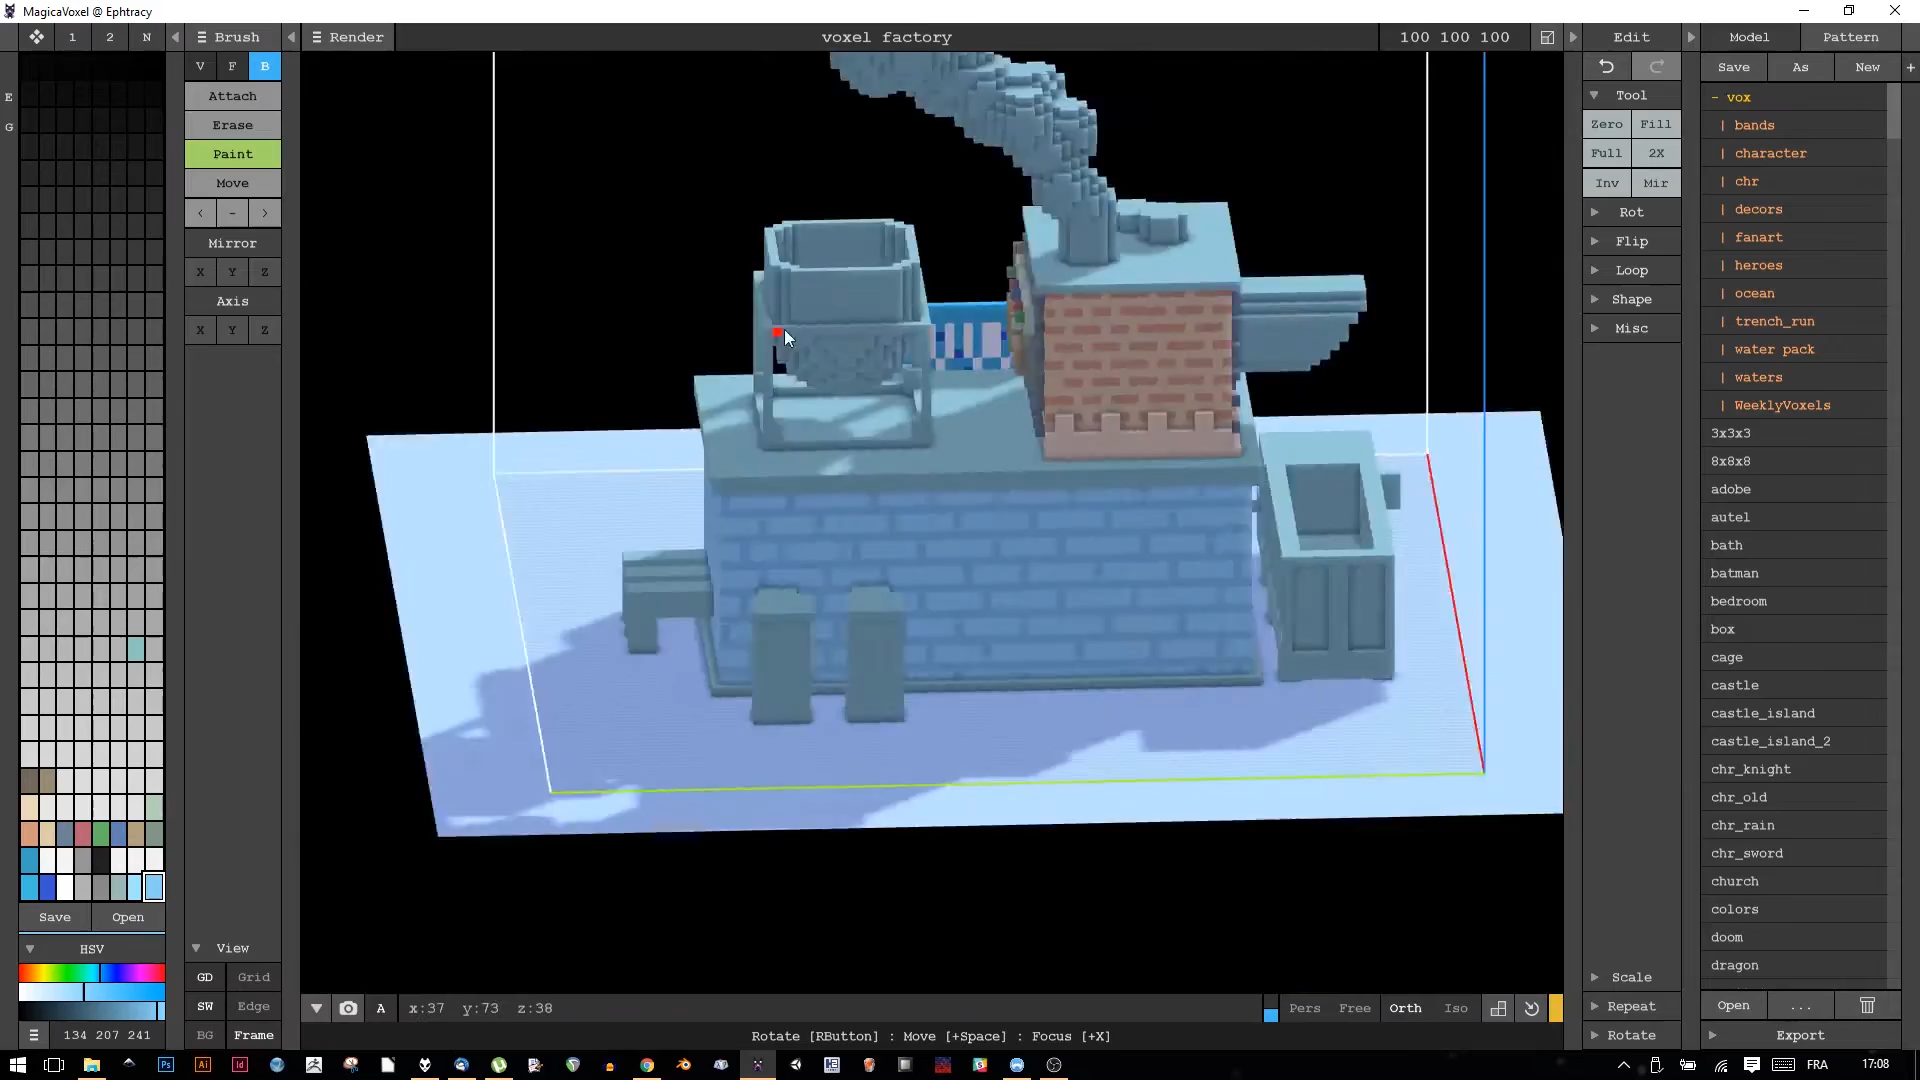 MagicaVoxel @ Ephtracy
1 2 N
Brush
Render
voxel factory
100 100 100
Edit
Model
Pattern
V F B
Save As New +
E
G
Attach
Erase
Paint
Move
< - >
Mirror
X Y Z
Axis
X Y Z
Tool
Zero Fill
Full 2X
Inv Mir
Rot
Flip
Loop
Shape
Misc
- vox
| bands
| character
| chr
| decors
| fanart
| heroes
| ocean
| trench_run
| water pack
| waters
| WeeklyVoxels
3x3x3
8x8x8
adobe
autel
bath
batman
bedroom
box
cage
castle
castle_island
castle_island_2
chr_knight
chr_old
chr_rain
chr_sword
church
colors
doom
dragon
Save Open
HSV
134 207 241
View
GD Grid
SW Edge
BG Frame
A x:37 y:73 z:38
Pers Free Orth Iso
Rotate [RButton] : Move [+Space] : Focus [+X]
Scale
Repeat
Rotate
Open ...
Export
Ps Ai Id
FRA 17:08